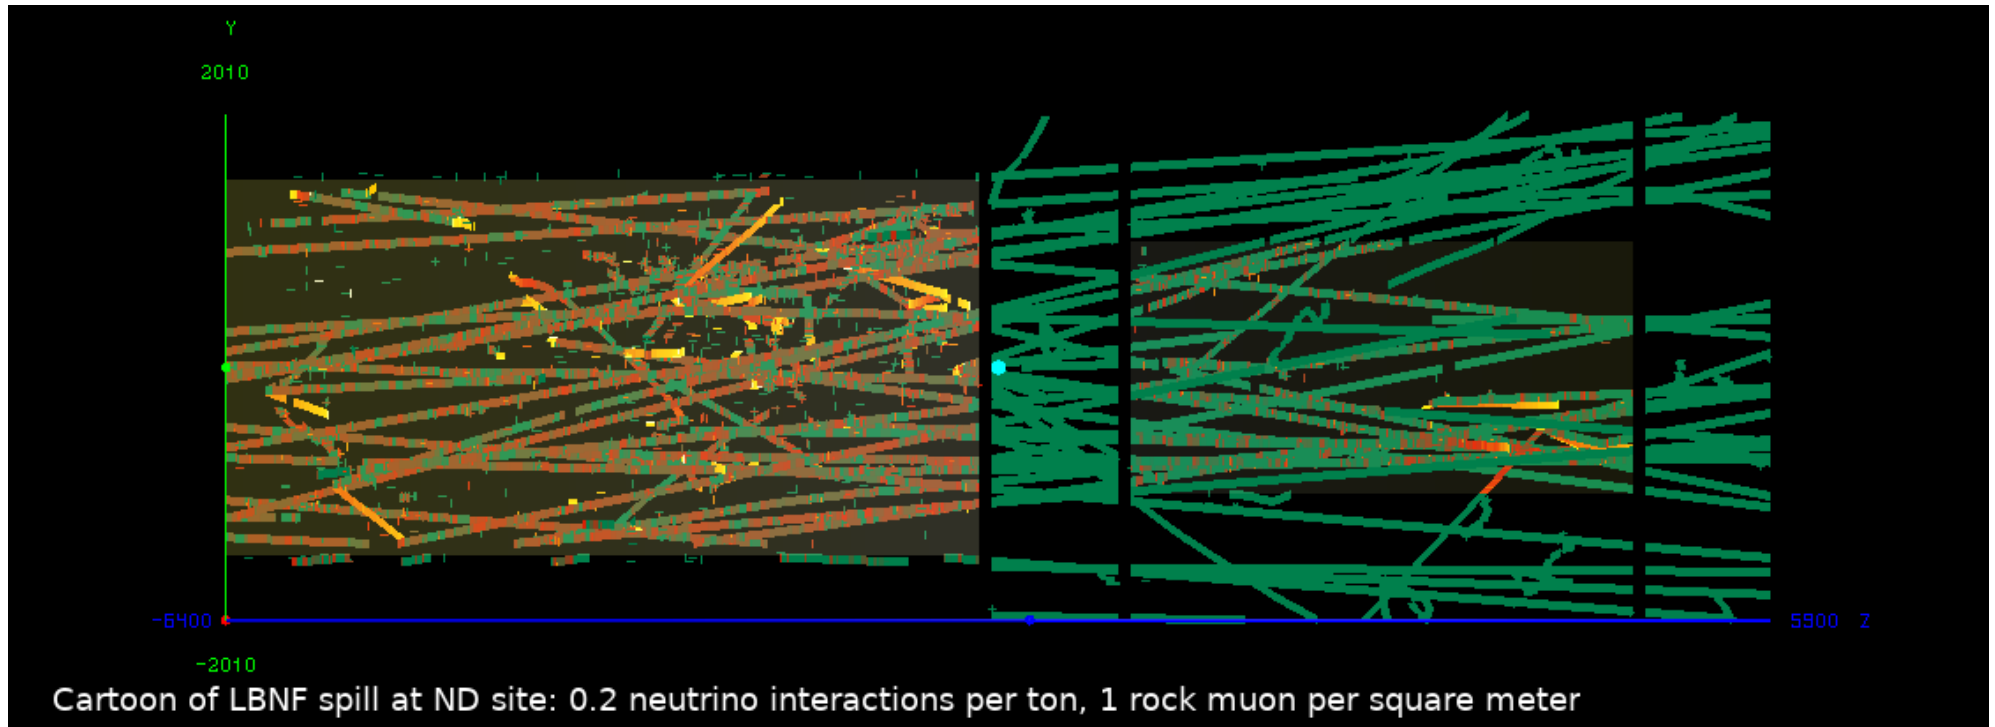 Y
2010
-6400
5900 Z
-2010
Cartoon of LBNF spill at ND site: 0.2 neutrino interactions per ton, 1 rock muon per square meter